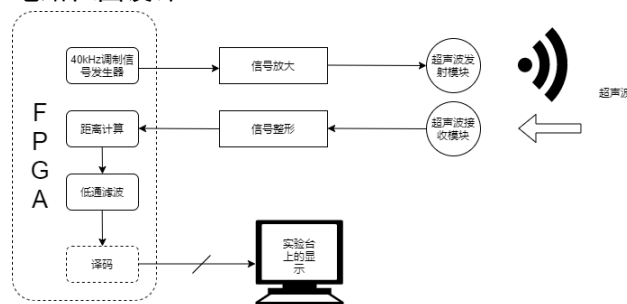 40kHz调制信
号发生器
信号放大
超声波发
射模块
超声波
FPGA
距离计算
信号整形
超声波接
收模块
低通滤波
译码
实验台
上的显
示